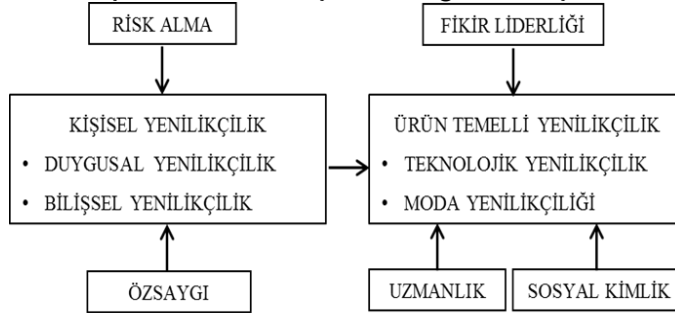 RİSK ALMA
FİKİR LİDERLİĞİ
KİŞİSEL YENİLİKÇİLİK
• DUYGUSAL YENİLİKÇİLİK
• BİLİŞSEL YENİLİKÇİLİK
ÜRÜN TEMELLİ YENİLİKÇİLİK
• TEKNOLOJİK YENİLİKÇİLİK
• MODA YENİLİKÇİLİĞİ
ÖZSAYGI
UZMANLIK
SOSYAL KİMLİK